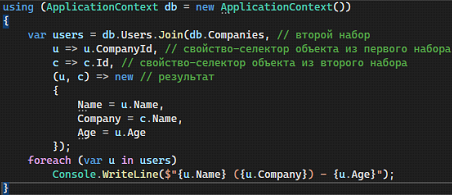 using (ApplicationContext db = new ApplicationContext())
{
    var users = db.Users.Join(db.Companies, // второй набор
        u => u.CompanyId, // свойство-селектор объекта из первого набора
        c => c.Id, // свойство-селектор объекта из второго набора
        (u, c) => new // результат
        {
            Name = u.Name,
            Company = c.Name,
            Age = u.Age
        });
    foreach (var u in users)
        Console.WriteLine($"{u.Name} ({u.Company}) - {u.Age}");
}